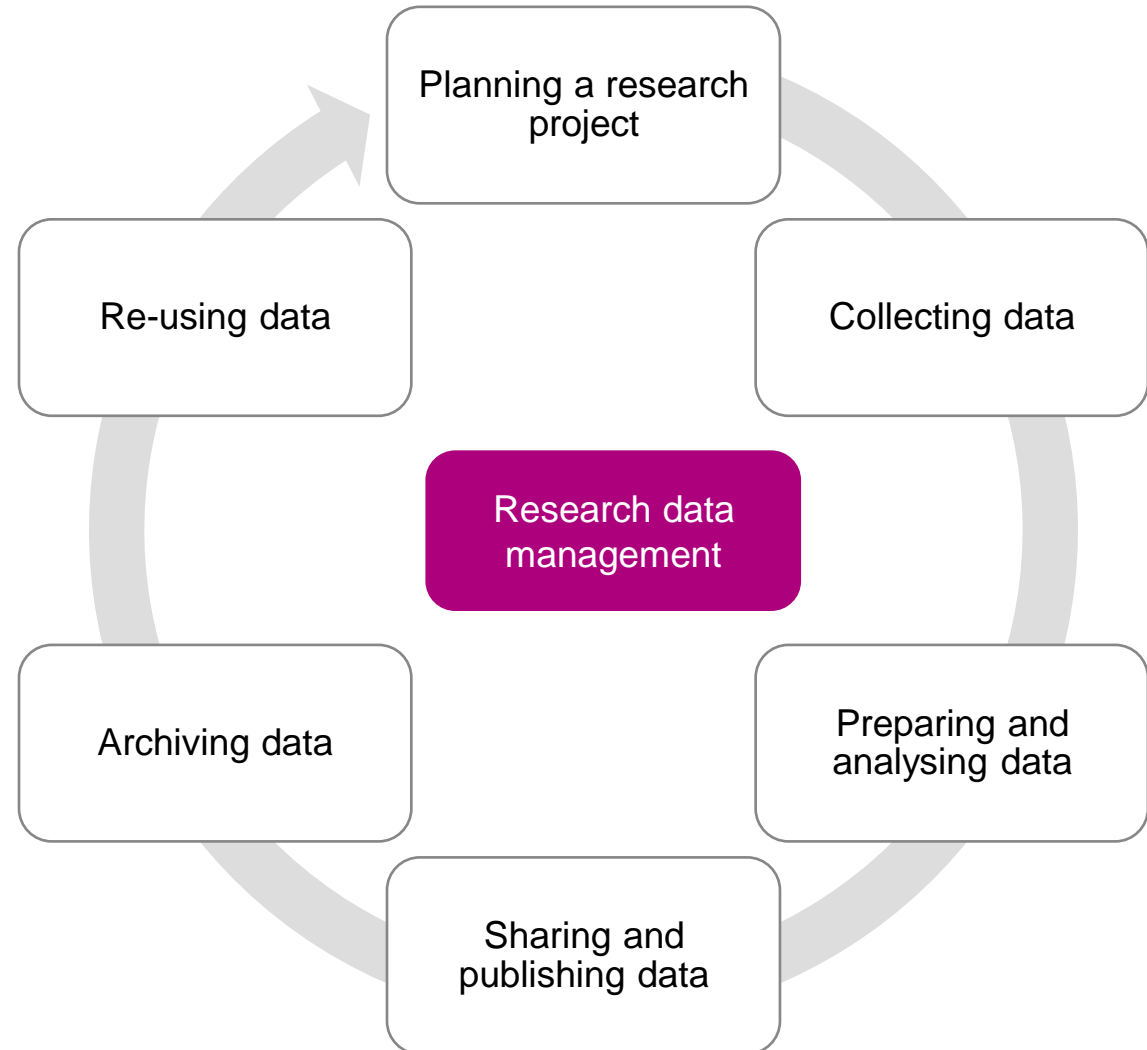 Planning a research
project
Collecting data
Preparing and
analysing data
Sharing and
publishing data
Archiving data
Re-using data
Research data
management